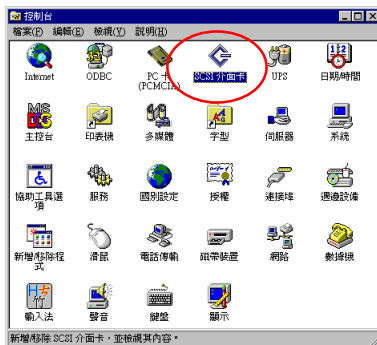 控制台
檔案(F) 編輯(E) 檢視(V) 說明(H)
Internet ODBC PC 卡 (PCMCIA) SCSI 介面卡 UPS 日期/時間
主控台 印表機 多媒體 字型 伺服器 系統
協助工具選項 服務 國別設定 授權 連接埠 週邊設備
新增/移除程式 滑鼠 電話傳輸 磁帶裝置 網路 數據機
輸入法 聲音 鍵盤 顯示
新增/移除 SCSI 介面卡，並檢視其內容。